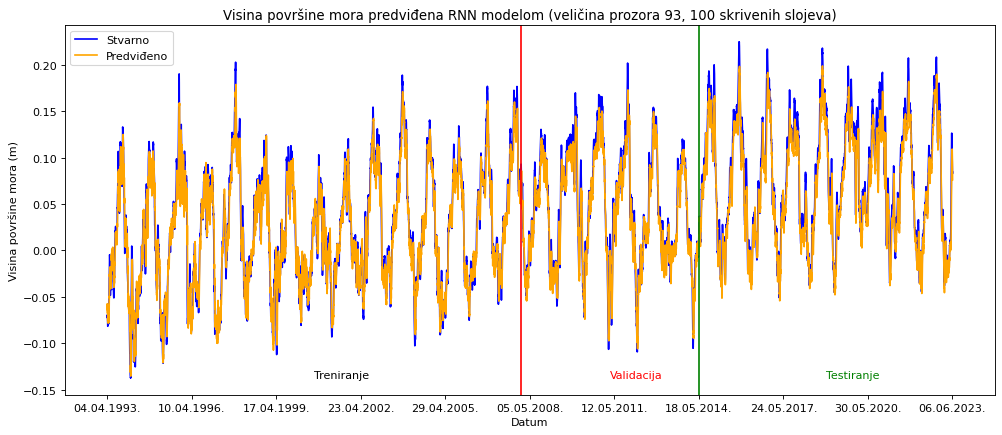 Visina površine mora predviđena RNN modelom (veličina prozora 93, 100 skrivenih slojeva)
Stvarno
Predviđeno
Visina površine mora (m)
0.20
0.15
0.10
0.05
0.00
−0.05
−0.10
−0.15
Treniranje
Validacija
Testiranje
04.04.1993. 10.04.1996. 17.04.1999. 23.04.2002. 29.04.2005. 05.05.2008. 12.05.2011. 18.05.2014. 24.05.2017. 30.05.2020. 06.06.2023.
Datum